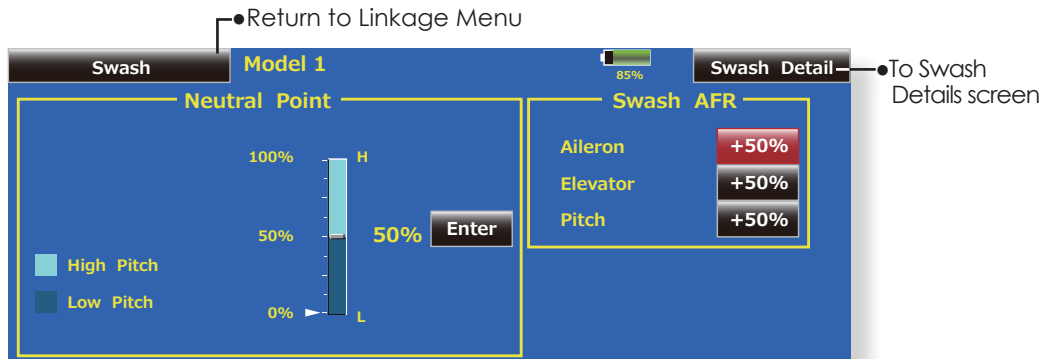 Return to Linkage Menu
Swash
Model 1
85%
Swash Detail
To Swash
Details screen
Neutral Point
Swash AFR
100%
H
Aileron
+50%
Elevator
+50%
50%
50%
Enter
Pitch
+50%
High Pitch
Low Pitch
0%
L